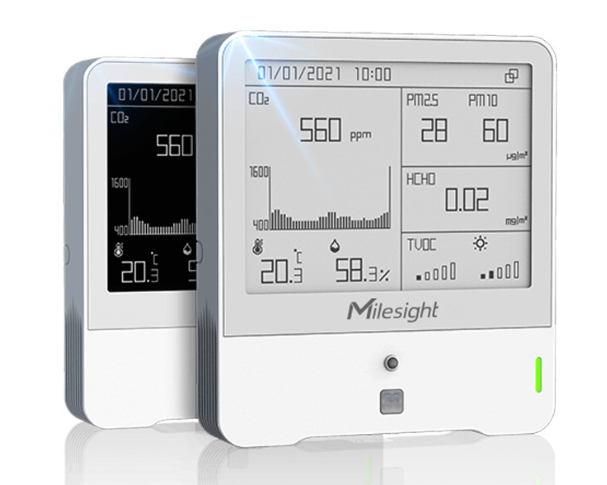 01/01/2021
CO₂
560
1600
400
20.3 °C
5
01/01/2021 10:00
CO₂
560 ppm
1600
400
20.3 °C 58.3%
PM2.5 PM10
28 60
µg/m³
HCHO
0.02
mg/m³
TVOC
Milesight